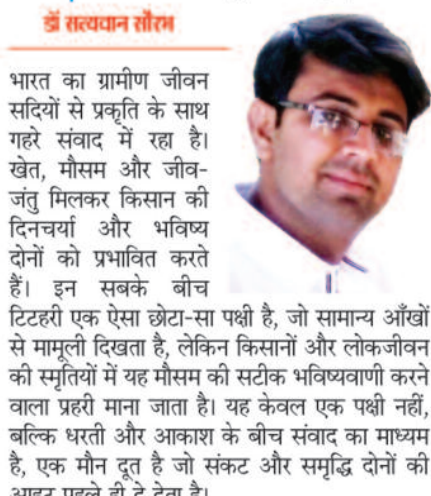 डॉ सत्यवान सौरभ
भारत का ग्रामीण जीवन
सदियों से प्रकृति के साथ
गहरे संवाद में रहा है।
खेत, मौसम और जीव-
जंतु मिलकर किसान की
दिनचर्या और भविष्य
दोनों को प्रभावित करते
हैं। इन सबके बीच
टिटहरी एक ऐसा छोटा-सा पक्षी है, जो सामान्य आँखों
से मामूली दिखता है, लेकिन किसानों और लोकजीवन
की स्मृतियों में यह मौसम की सटीक भविष्यवाणी करने
वाला प्रहरी माना जाता है। यह केवल एक पक्षी नहीं,
बल्कि धरती और आकाश के बीच संवाद का माध्यम
है, एक मौन दूत है जो संकट और समृद्धि दोनों की
आहट पहले ही दे देता है।